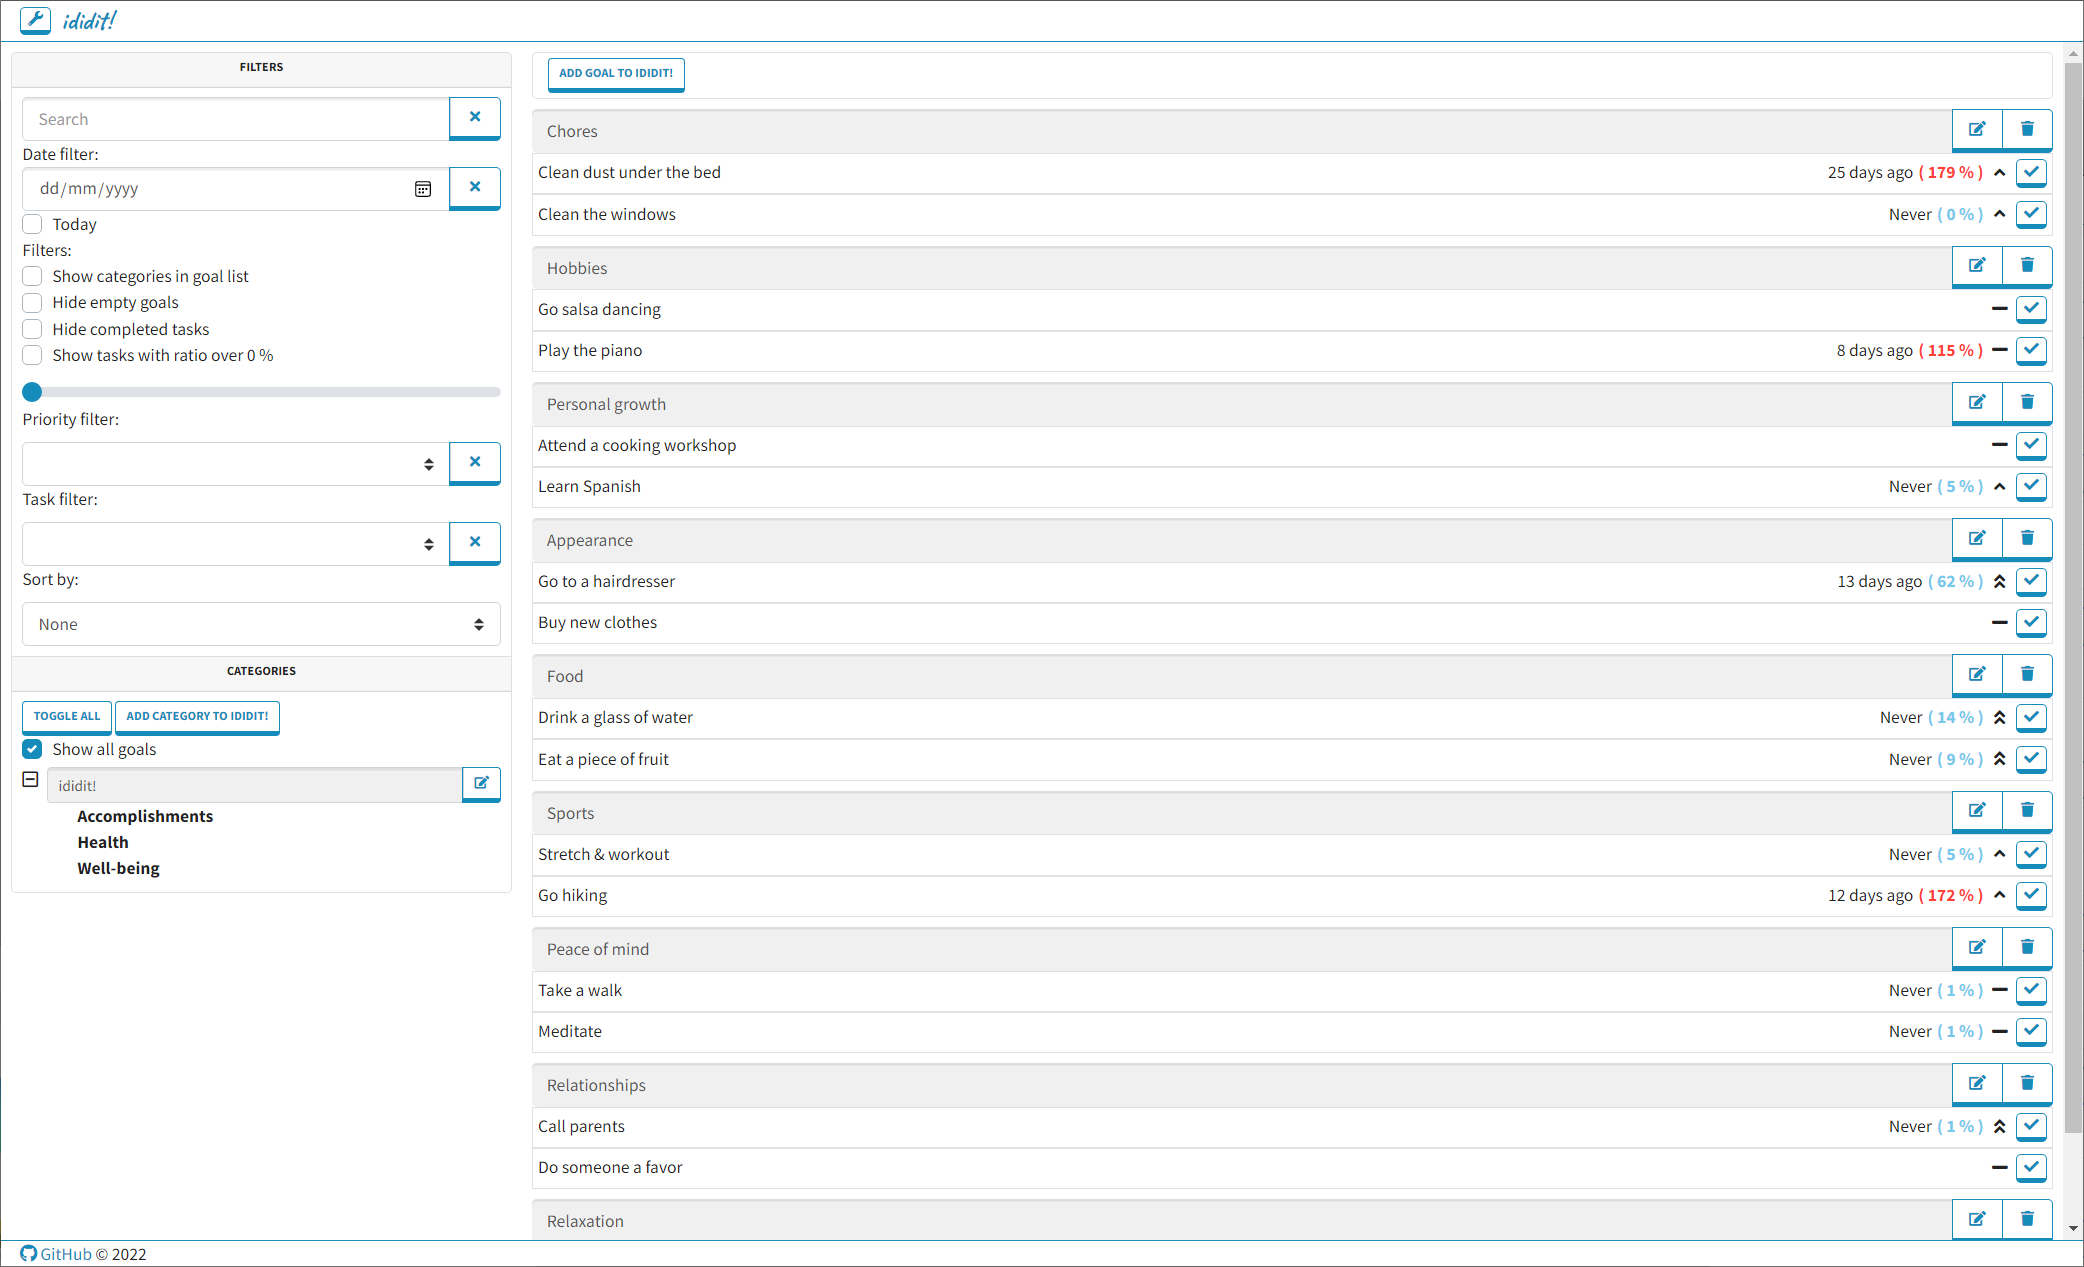 ididit!
FILTERS
Search
Date filter:
dd/mm/yyyy
Today
Filters:
Show categories in goal list
Hide empty goals
Hide completed tasks
Show tasks with ratio over 0 %
Priority filter:
Task filter:
Sort by:
None
CATEGORIES
TOGGLE ALL ADD CATEGORY TO IDIDIT!
Show all goals
ididit!
Accomplishments
Health
Well-being
ADD GOAL TO IDIDIT!
Chores
Clean dust under the bed 25 days ago ( 179 % )
Clean the windows Never ( 0 % )
Hobbies
Go salsa dancing
Play the piano 8 days ago ( 115 % )
Personal growth
Attend a cooking workshop
Learn Spanish Never ( 5 % )
Appearance
Go to a hairdresser 13 days ago ( 62 % )
Buy new clothes
Food
Drink a glass of water Never ( 14 % )
Eat a piece of fruit Never ( 9 % )
Sports
Stretch & workout Never ( 5 % )
Go hiking 12 days ago ( 172 % )
Peace of mind
Take a walk Never ( 1 % )
Meditate Never ( 1 % )
Relationships
Call parents Never ( 1 % )
Do someone a favor
Relaxation
GitHub © 2022